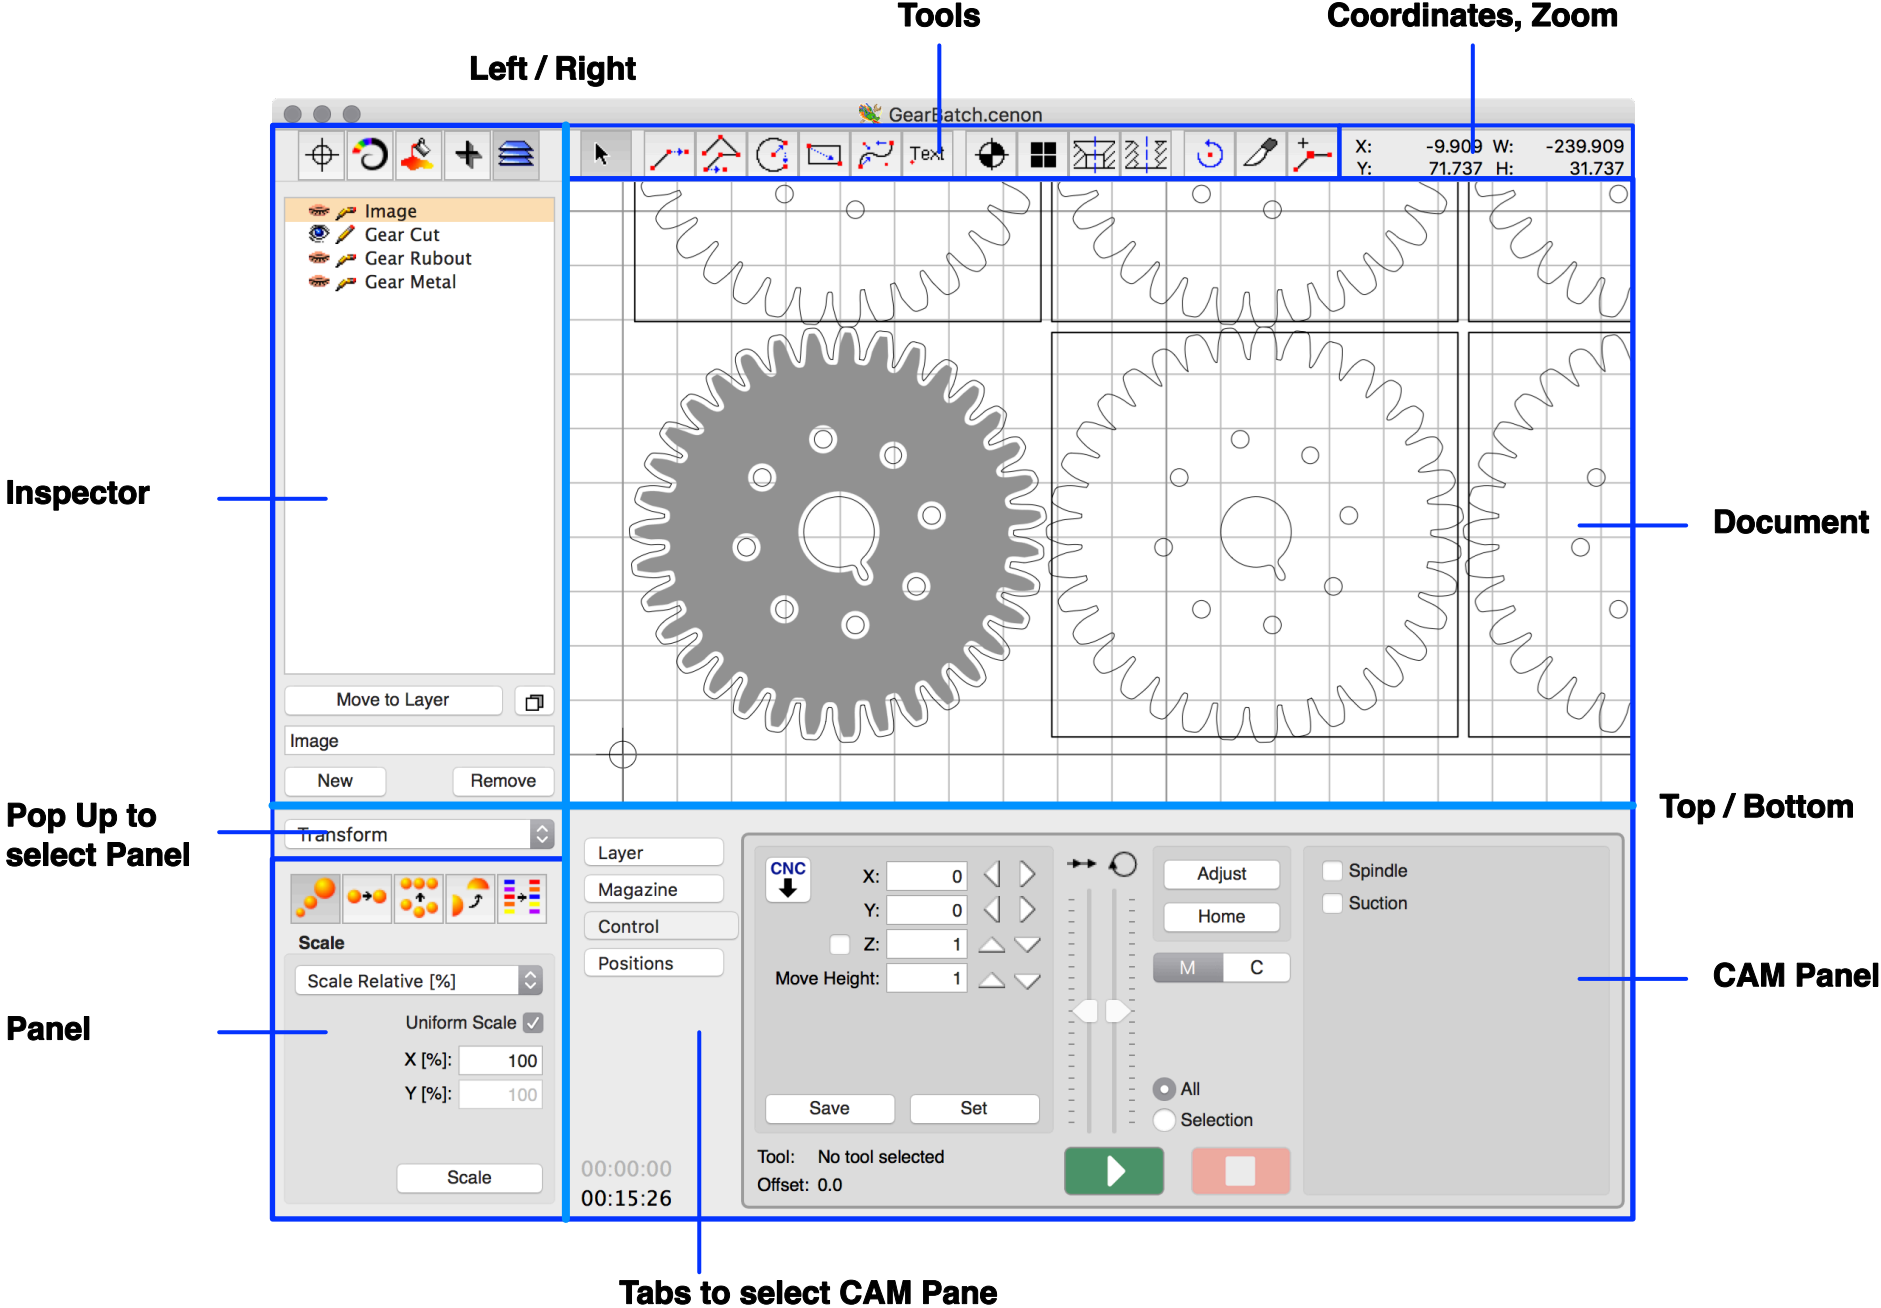 Tools
Coordinates, Zoom
Left / Right
GearBatch.cenon
Text
X: -9.909 W: -239.909
Y: 71.737 H: 31.737
Image
Gear Cut
Gear Rubout
Gear Metal
Inspector
Document
Move to Layer
Image
New Remove
Pop Up to
select Panel
Top / Bottom
Transform
Scale
Scale Relative [%]
Uniform Scale
X [%]: 100
Y [%]: 100
Scale
Panel
Layer
Magazine
Control
Positions
00:00:00
00:15:26
CNC
X: 0
Y: 0
Z: 1
Move Height: 1
Save Set
Tool: No tool selected
Offset: 0.0
Adjust
Home
M C
All
Selection
Spindle
Suction
CAM Panel
Tabs to select CAM Pane